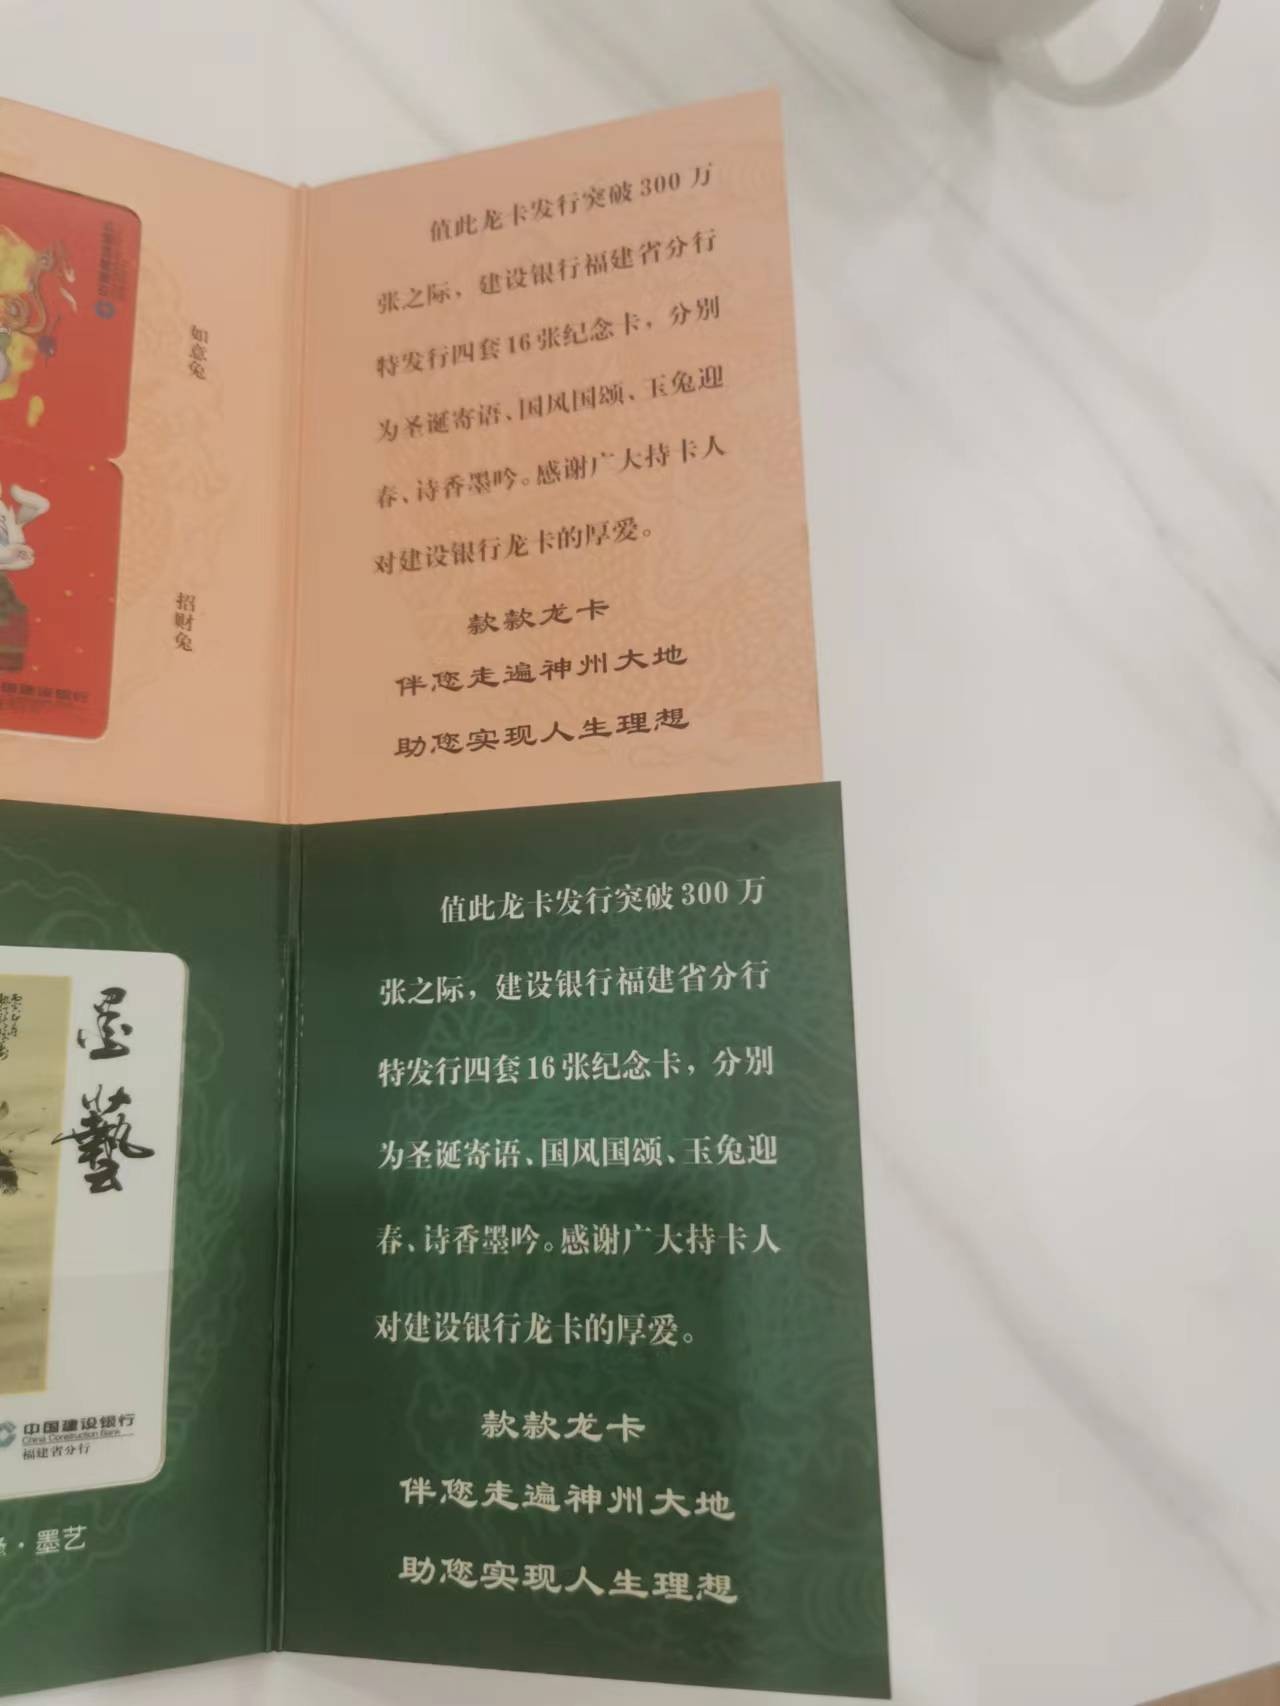 如意兔
招财兔
值此龙卡发行突破300万
张之际，建设银行福建省分行
特发行四套16张纪念卡，分别
为圣诞寄语、国风国颂、玉兔迎
春、诗香墨吟。感谢广大持卡人
对建设银行龙卡的厚爱。
款款龙卡
伴您走遍神州大地
助您实现人生理想
国建设银行
墨藝
中国建设银行
China Construction Bank
福建省分行
·墨艺
值此龙卡发行突破300万
张之际，建设银行福建省分行
特发行四套16张纪念卡，分别
为圣诞寄语、国风国颂、玉兔迎
春、诗香墨吟。感谢广大持卡人
对建设银行龙卡的厚爱。
款款龙卡
伴您走遍神州大地
助您实现人生理想